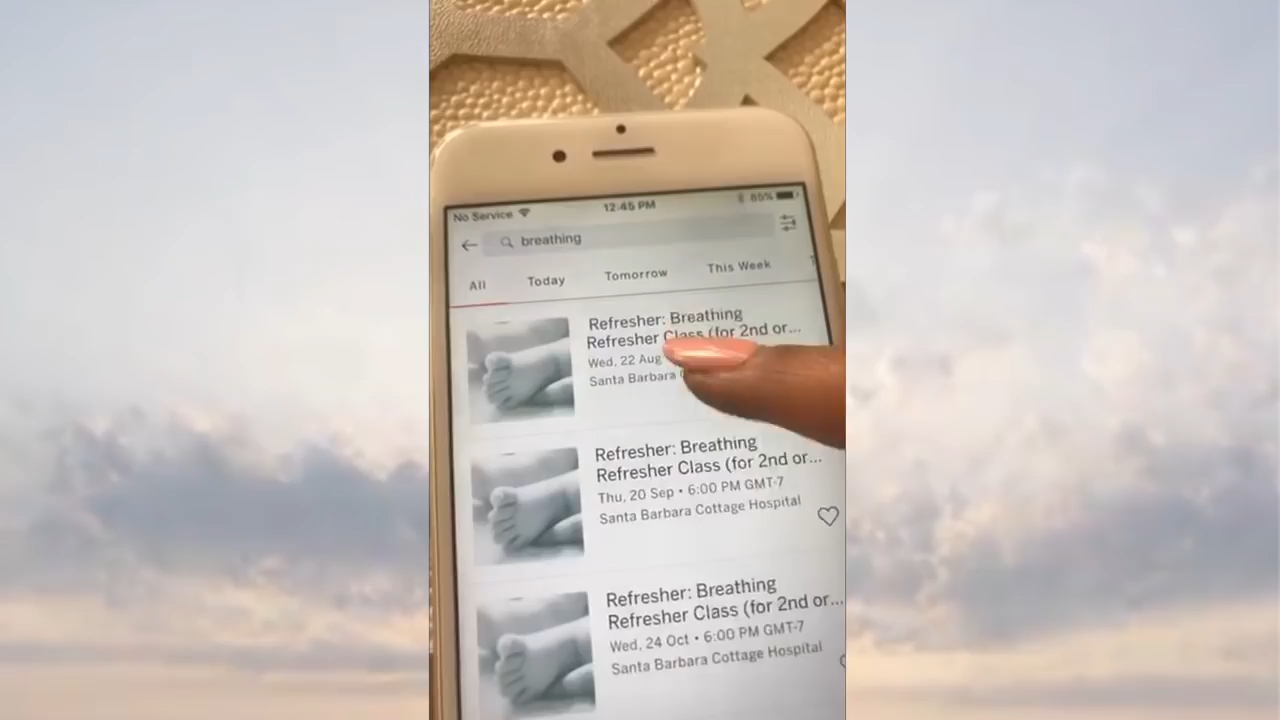 No Service
12:45 PM
85%
breathing
All
Today
Tomorrow
This Week
Refresher: Breathing
Refresher Class (for 2nd or...
Wed, 22 Aug
Santa Barbara
Refresher: Breathing
Refresher Class (for 2nd or...
Thu, 20 Sep • 6:00 PM GMT-7
Santa Barbara Cottage Hospital
Refresher: Breathing
Refresher Class (for 2nd or...
Wed, 24 Oct • 6:00 PM GMT-7
Santa Barbara Cottage Hospital